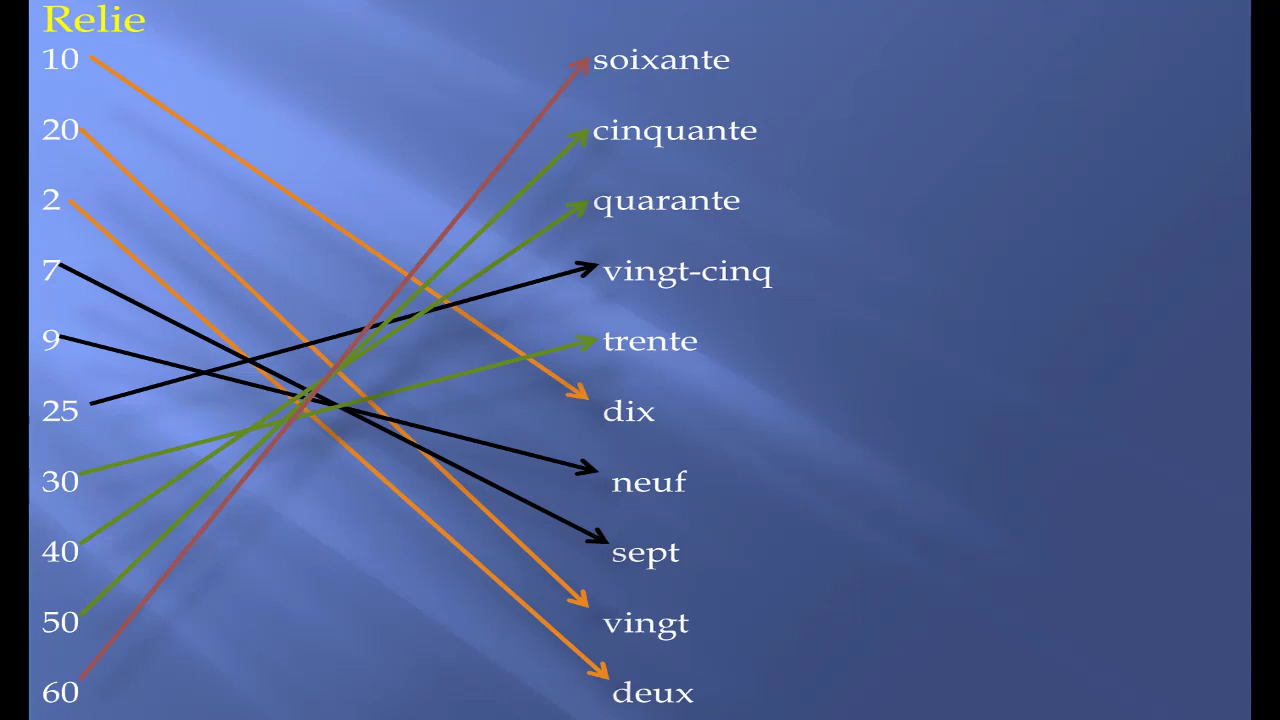 Relie
10 soixante
20 cinquante
2 quarante
7 vingt-cinq
9 trente
25 dix
30 neuf
40 sept
50 vingt
60 deux